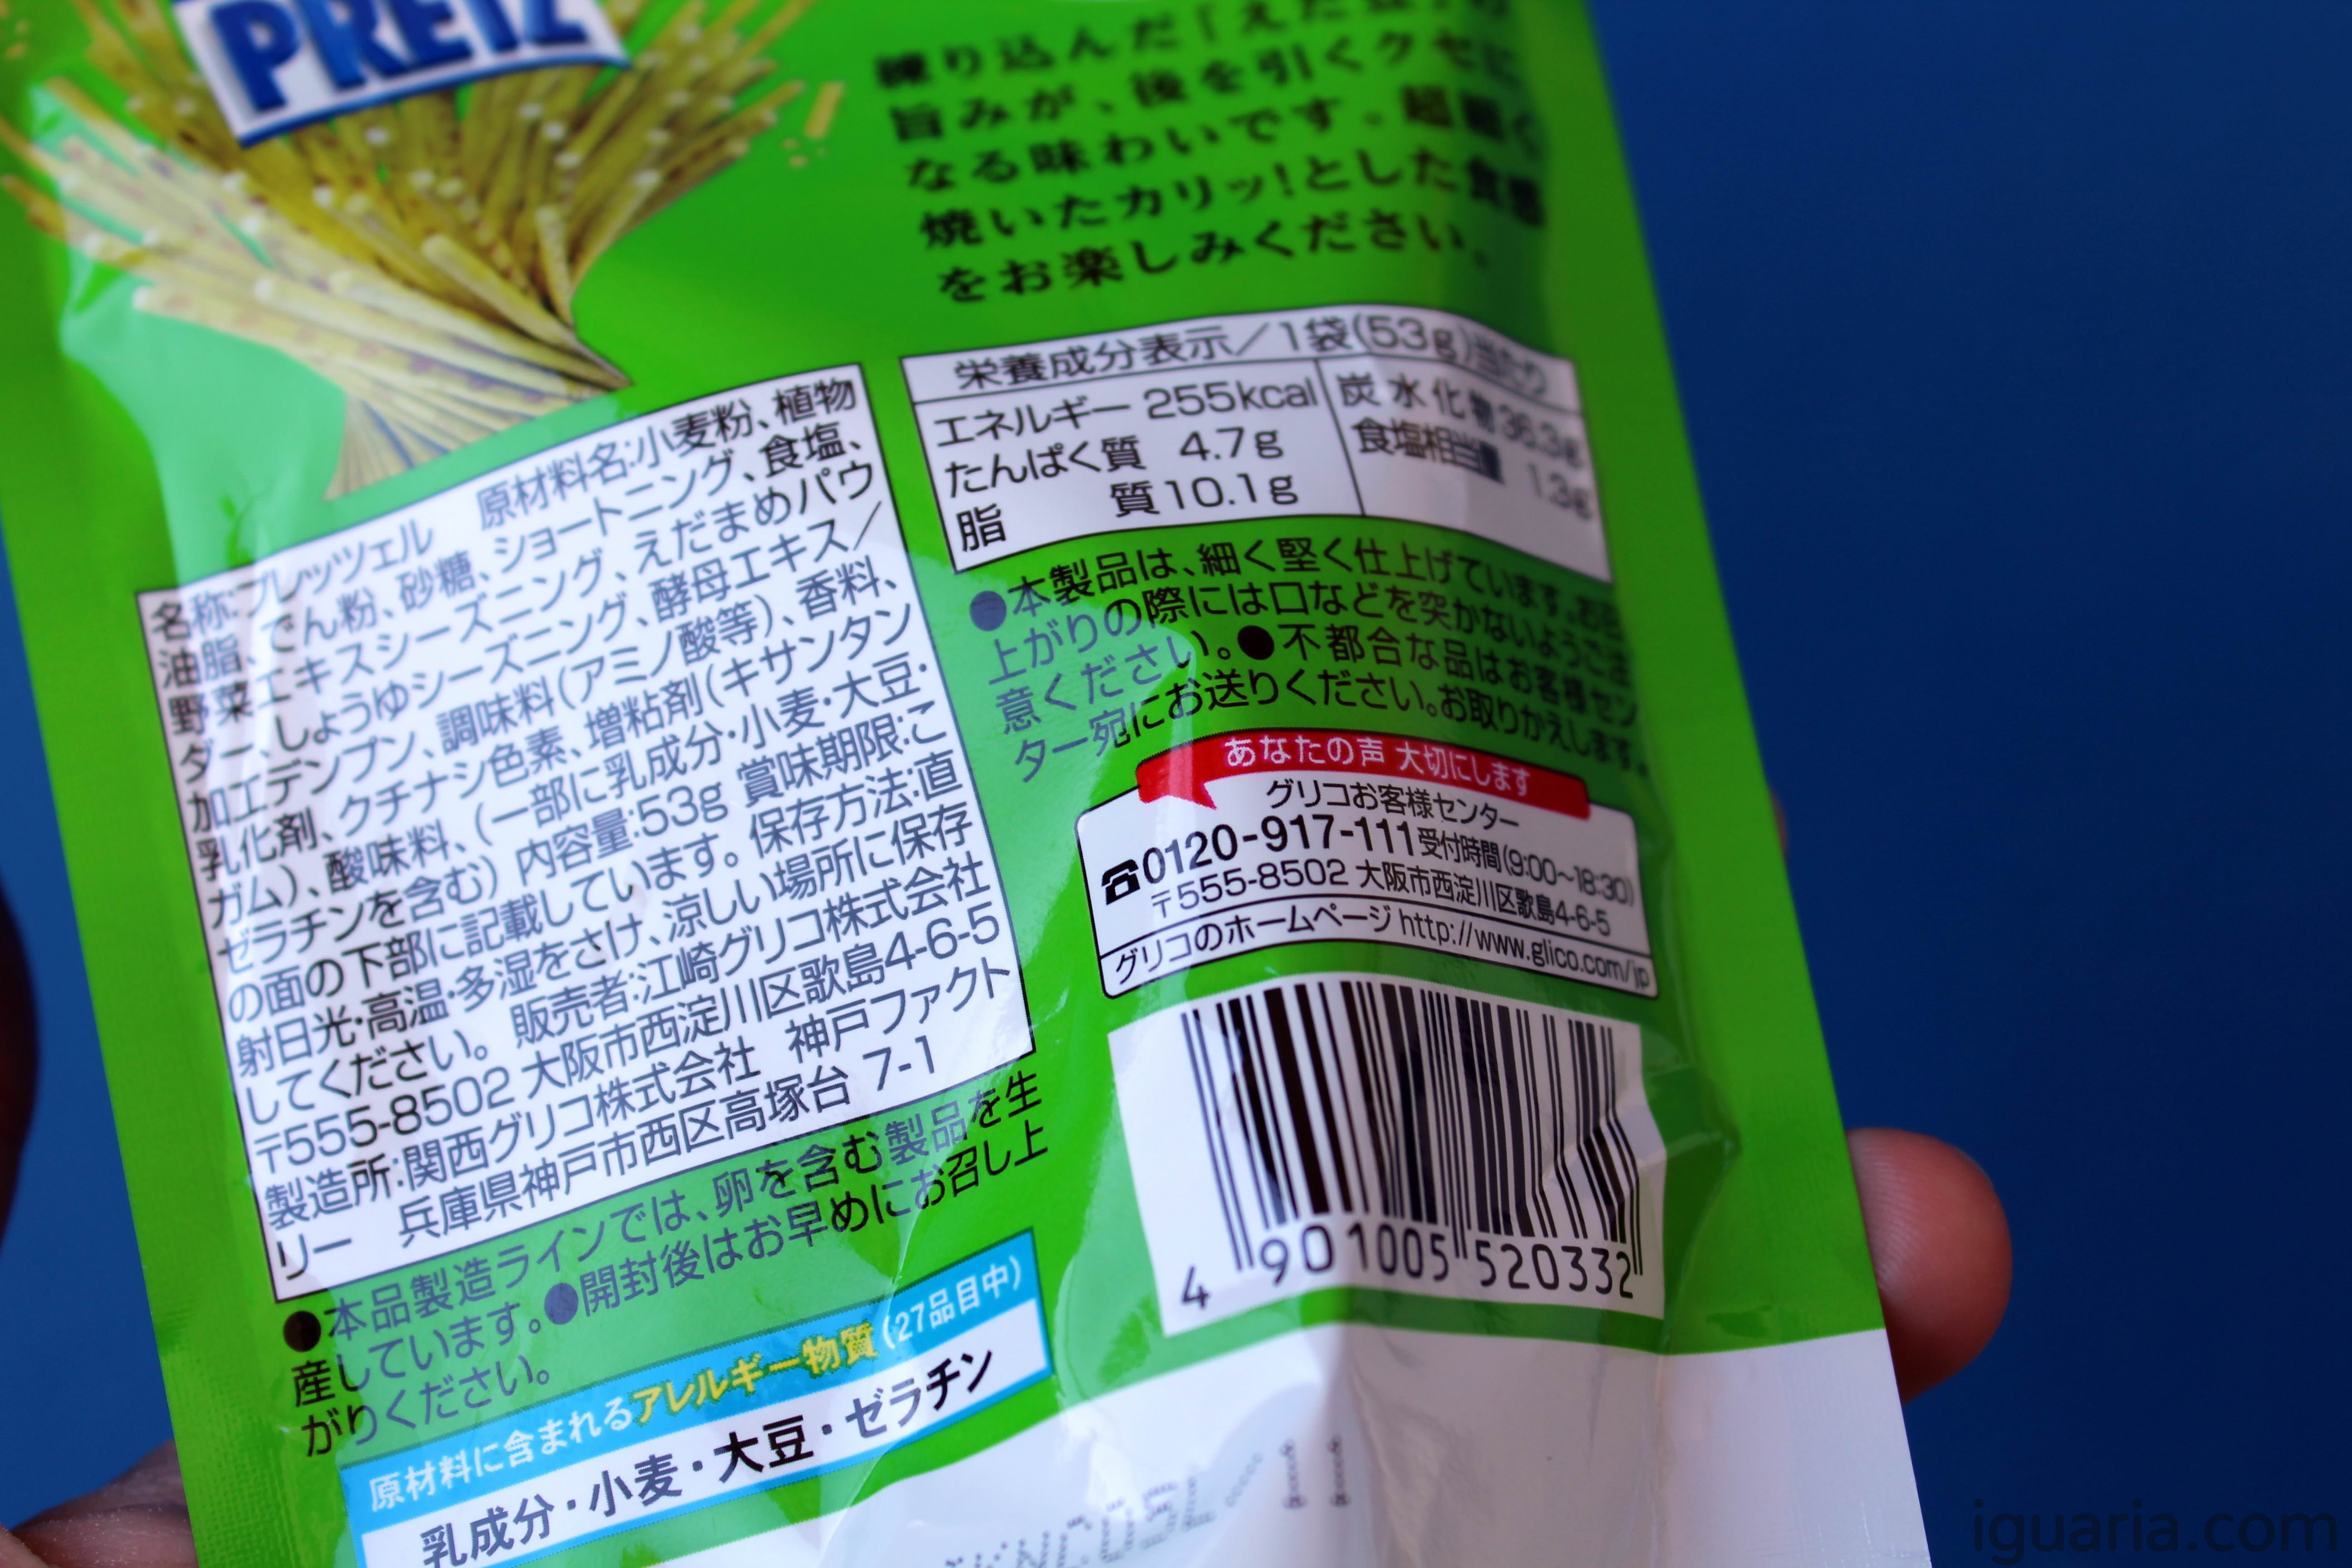 PRETZ
練り込んだ「えだ豆」の
旨みが、後を引くクセに
なる味わいです。超細く
焼いたカリッ!とした食感
をお楽しみください。
栄養成分表示/1袋(53g)当たり
エネルギー 255kcal 炭水化物 36.3g
たんぱく質 4.7g 食塩相当量 1.3g
脂質 10.1g
名称:プレッツェル 原材料名:小麦粉、植物
油脂、でん粉、砂糖、ショートニング、食塩、
野菜エキスシーズニング、えだまめパウ
ダー、しょうゆシーズニング、酵母エキス/
加工デンプン、調味料(アミノ酸等)、香料、
乳化剤、クチナシ色素、増粘剤(キサンタン
ガム)、酸味料、(一部に乳成分・小麦・大豆・
ゼラチンを含む) 内容量:53g 賞味期限:こ
の面の下部に記載しています。保存方法:直
射日光・高温・多湿をさけ、涼しい場所に保存
してください。 販売者:江崎グリコ株式会社
〒555-8502 大阪市西淀川区歌島4-6-5
製造所:関西グリコ株式会社 神戸ファクト
リー 兵庫県神戸市西区高塚台 7-1
●本品製造ラインでは、卵を含む製品を生
産しています。●開封後はお早めにお召し上
がりください。
原材料に含まれるアレルギー物質(27品目中)
乳成分・小麦・大豆・ゼラチン
●本製品は、細く堅く仕上げています。お召
上がりの際には口などを突かないようご注
意ください。●不都合な品はお客様セン
ター宛にお送りください。お取りかえします。
あなたの声 大切にします
グリコお客様センター
0120-917-111 受付時間(9:00~18:30)
〒555-8502 大阪市西淀川区歌島4-6-5
グリコのホームページ http://www.glico.com/jp
4 901005 520332
iguaria.com